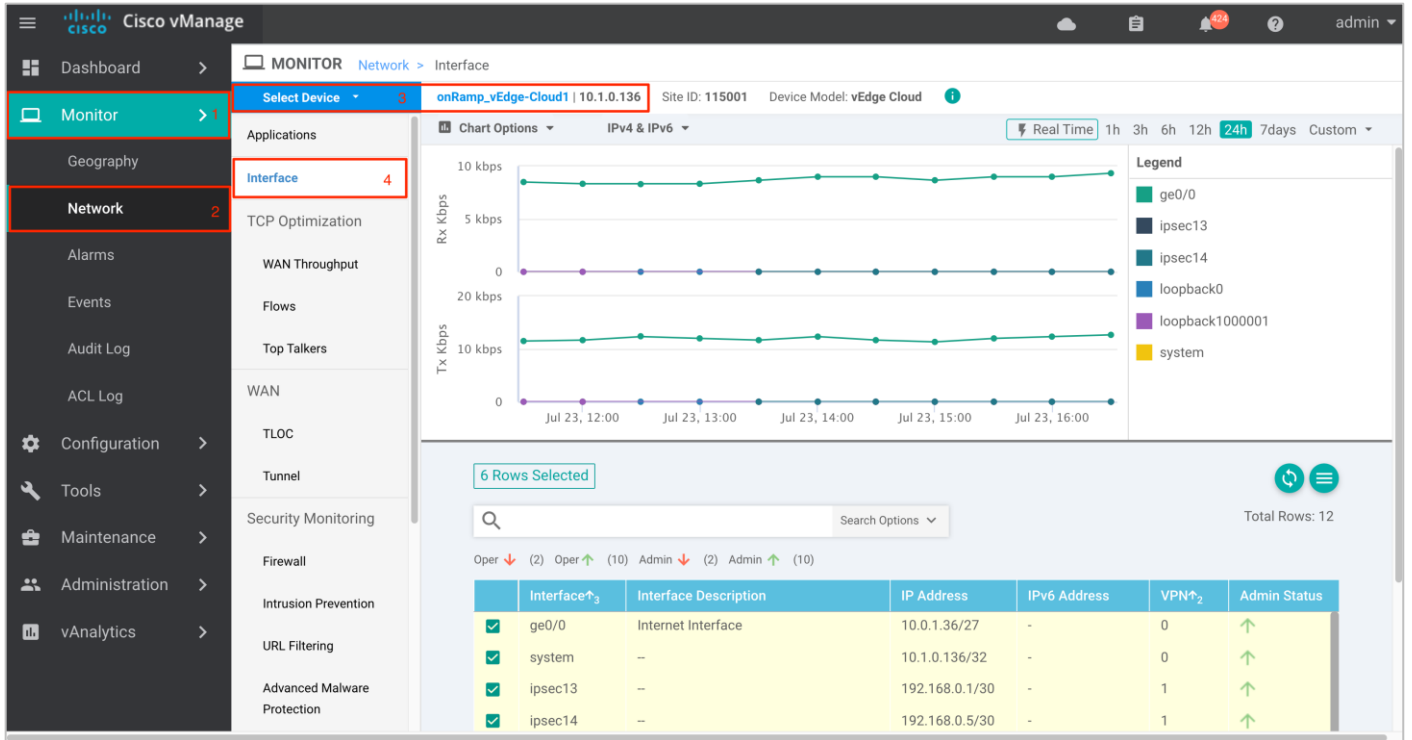 cisco Cisco vManage
424
admin
Dashboard
Monitor 1
Geography
Network 2
Alarms
Events
Audit Log
ACL Log
Configuration
Tools
Maintenance
Administration
vAnalytics
MONITOR Network > Interface
Select Device 3 onRamp_vEdge-Cloud1 | 10.1.0.136 Site ID: 115001 Device Model: vEdge Cloud i
Applications
Interface 4
TCP Optimization
WAN Throughput
Flows
Top Talkers
WAN
TLOC
Tunnel
Security Monitoring
Firewall
Intrusion Prevention
URL Filtering
Advanced Malware
Protection
Chart Options IPv4 & IPv6 Real Time 1h 3h 6h 12h 24h 7days Custom
10 kbps
5 kbps
0
Rx Kbps
20 kbps
10 kbps
0
Tx Kbps
Jul 23, 12:00 Jul 23, 13:00 Jul 23, 14:00 Jul 23, 15:00 Jul 23, 16:00
Legend
ge0/0
ipsec13
ipsec14
loopback0
loopback1000001
system
6 Rows Selected
Search Options
Total Rows: 12
Oper ↓ (2) Oper ↑ (10) Admin ↓ (2) Admin ↑ (10)
Interface↑3 Interface Description IP Address IPv6 Address VPN↑2 Admin Status
ge0/0 Internet Interface 10.0.1.36/27 - 0 ↑
system -- 10.1.0.136/32 - 0 ↑
ipsec13 -- 192.168.0.1/30 - 1 ↑
ipsec14 -- 192.168.0.5/30 - 1 ↑